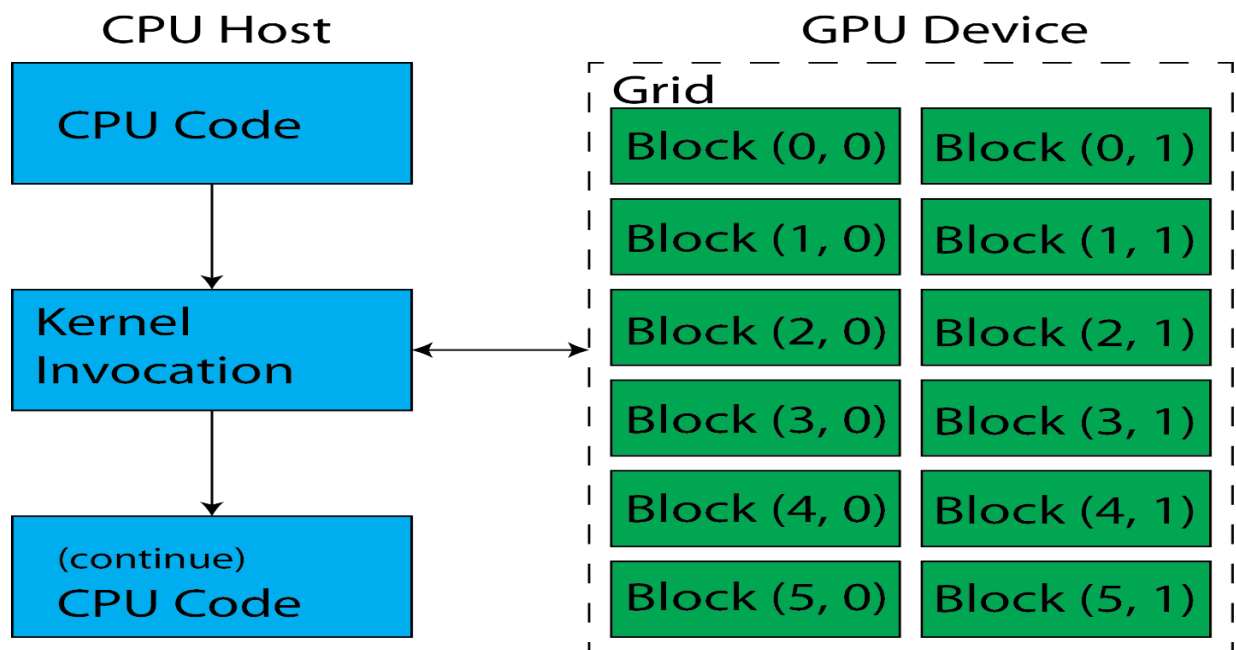 CPU Host
CPU Code
Kernel
Invocation
(continue)
CPU Code
GPU Device
Grid
Block (0, 0)
Block (0, 1)
Block (1, 0)
Block (1, 1)
Block (2, 0)
Block (2, 1)
Block (3, 0)
Block (3, 1)
Block (4, 0)
Block (4, 1)
Block (5, 0)
Block (5, 1)